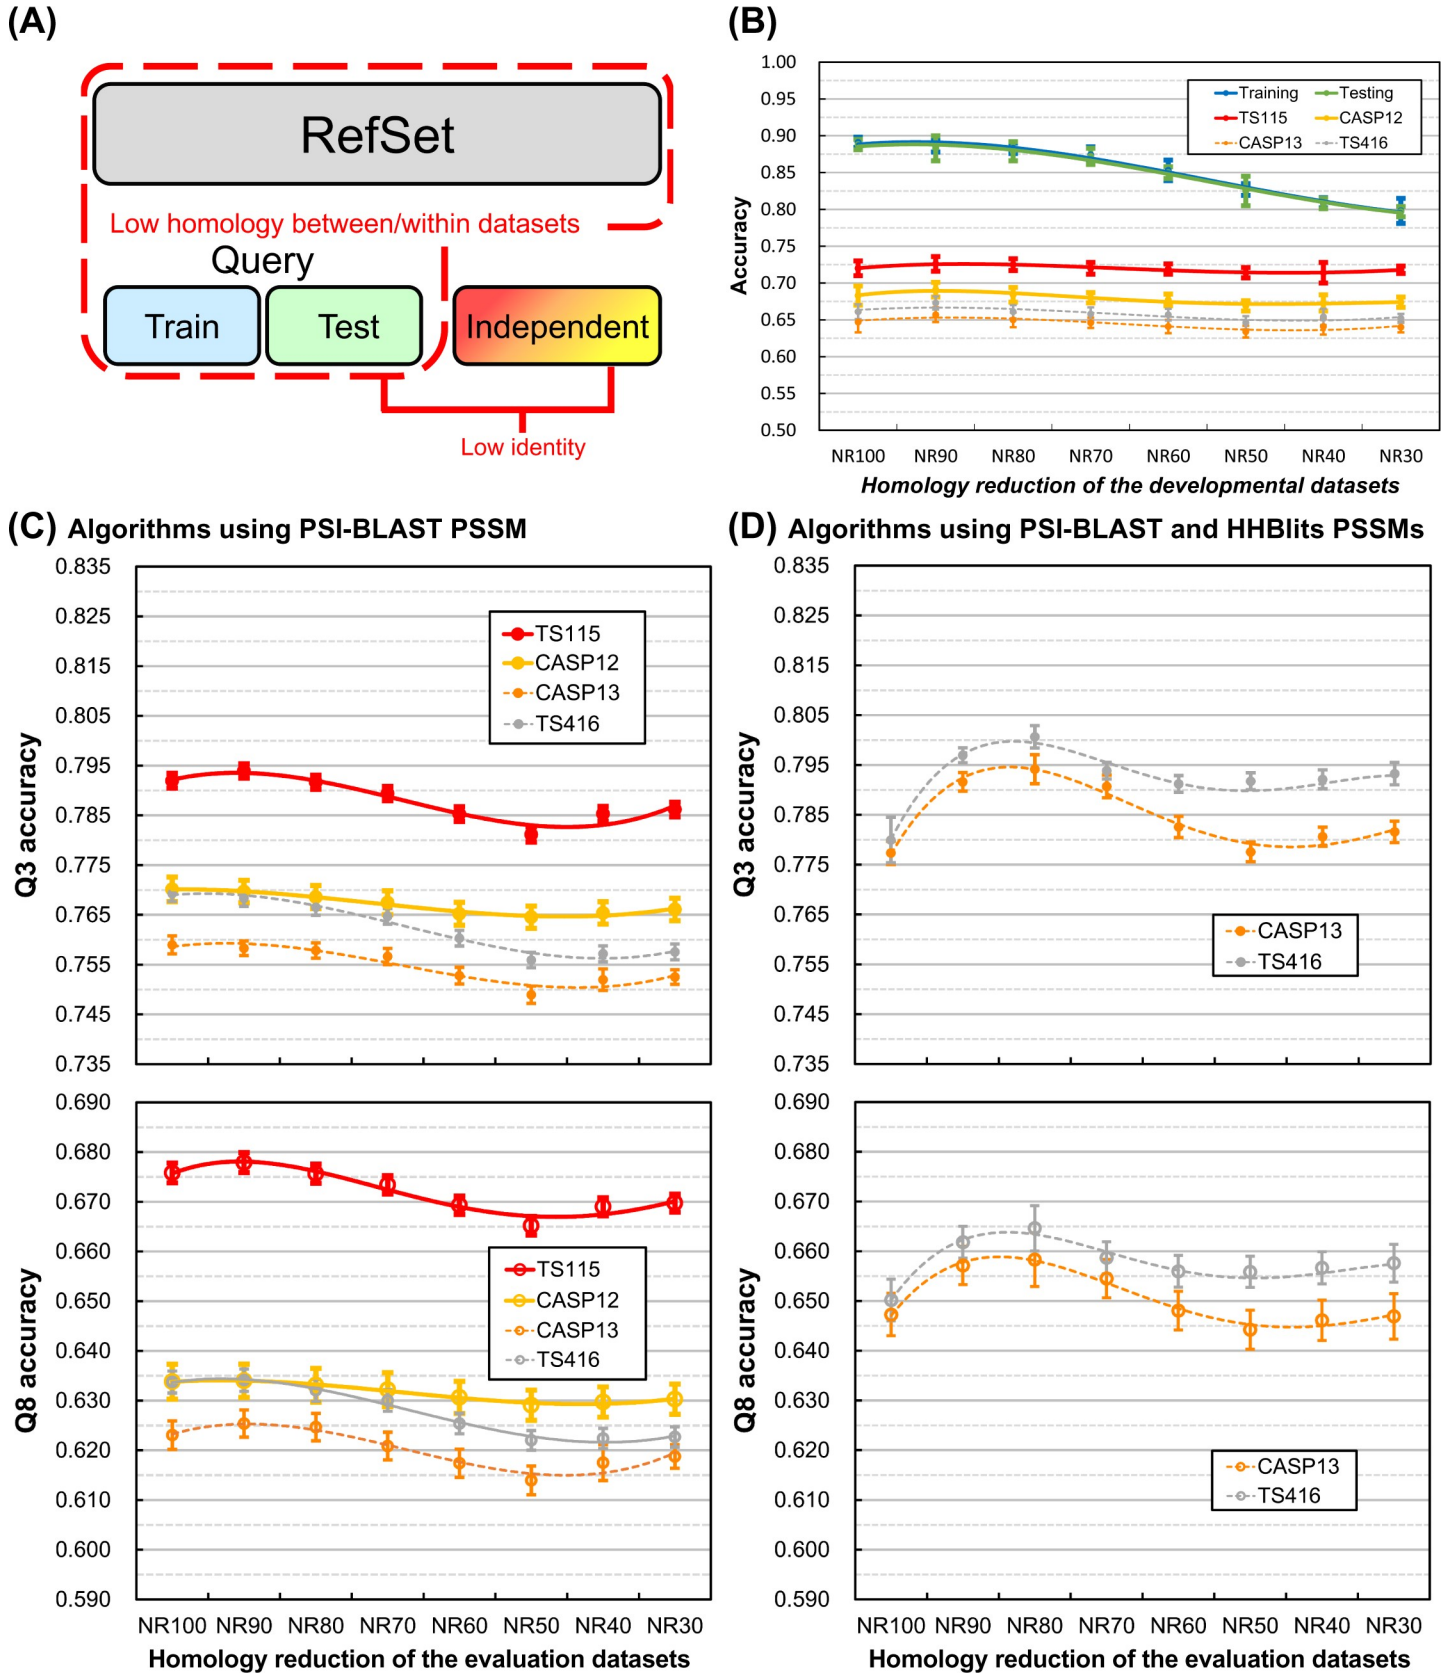 (A)
RefSet
Low homology between/within datasets
Query
Train
Test
Independent
Low identity
(B)
1.00
0.95
0.90
0.85
0.80
0.75
0.70
0.65
0.60
0.55
0.50
Accuracy
Training
Testing
TS115
CASP12
CASP13
TS416
NR100 NR90 NR80 NR70 NR60 NR50 NR40 NR30
Homology reduction of the developmental datasets
(C) Algorithms using PSI-BLAST PSSM
0.835
0.825
0.815
0.805
0.795
0.785
0.775
0.765
0.755
0.745
0.735
Q3 accuracy
TS115
CASP12
CASP13
TS416
0.690
0.680
0.670
0.660
0.650
0.640
0.630
0.620
0.610
0.600
0.590
Q8 accuracy
TS115
CASP12
CASP13
TS416
NR100 NR90 NR80 NR70 NR60 NR50 NR40 NR30
Homology reduction of the evaluation datasets
(D) Algorithms using PSI-BLAST and HHBlits PSSMs
0.835
0.825
0.815
0.805
0.795
0.785
0.775
0.765
0.755
0.745
0.735
Q3 accuracy
CASP13
TS416
0.690
0.680
0.670
0.660
0.650
0.640
0.630
0.620
0.610
0.600
0.590
Q8 accuracy
CASP13
TS416
NR100 NR90 NR80 NR70 NR60 NR50 NR40 NR30
Homology reduction of the evaluation datasets